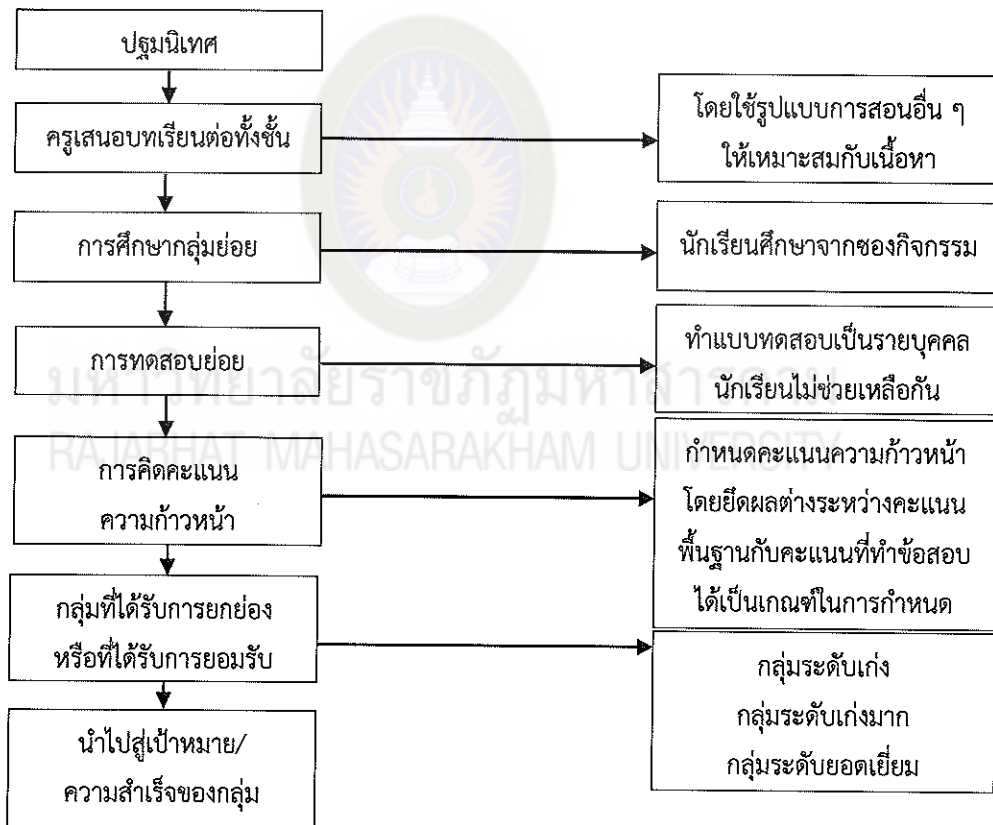 ปฐมนิเทศ
ครูเสนอบทเรียนต่อทั้งชั้น
โดยใช้รูปแบบการสอนอื่น ๆ
ให้เหมาะสมกับเนื้อหา
การศึกษากลุ่มย่อย
นักเรียนศึกษาจากซองกิจกรรม
การทดสอบย่อย
ทำแบบทดสอบเป็นรายบุคคล
นักเรียนไม่ช่วยเหลือกัน
มหาวิทยาลัยราชภัฏมหาสารคาม
RAJABHAT MAHASARAKHAM UNIVERSITY
การคิดคะแนน
ความก้าวหน้า
กำหนดคะแนนความก้าวหน้า
โดยยึดผลต่างระหว่างคะแนน
พื้นฐานกับคะแนนที่ทำข้อสอบ
ได้เป็นเกณฑ์ในการกำหนด
กลุ่มที่ได้รับการยกย่อง
หรือที่ได้รับการยอมรับ
กลุ่มระดับเก่ง
กลุ่มระดับเก่งมาก
กลุ่มระดับยอดเยี่ยม
นำไปสู่เป้าหมาย/
ความสำเร็จของกลุ่ม